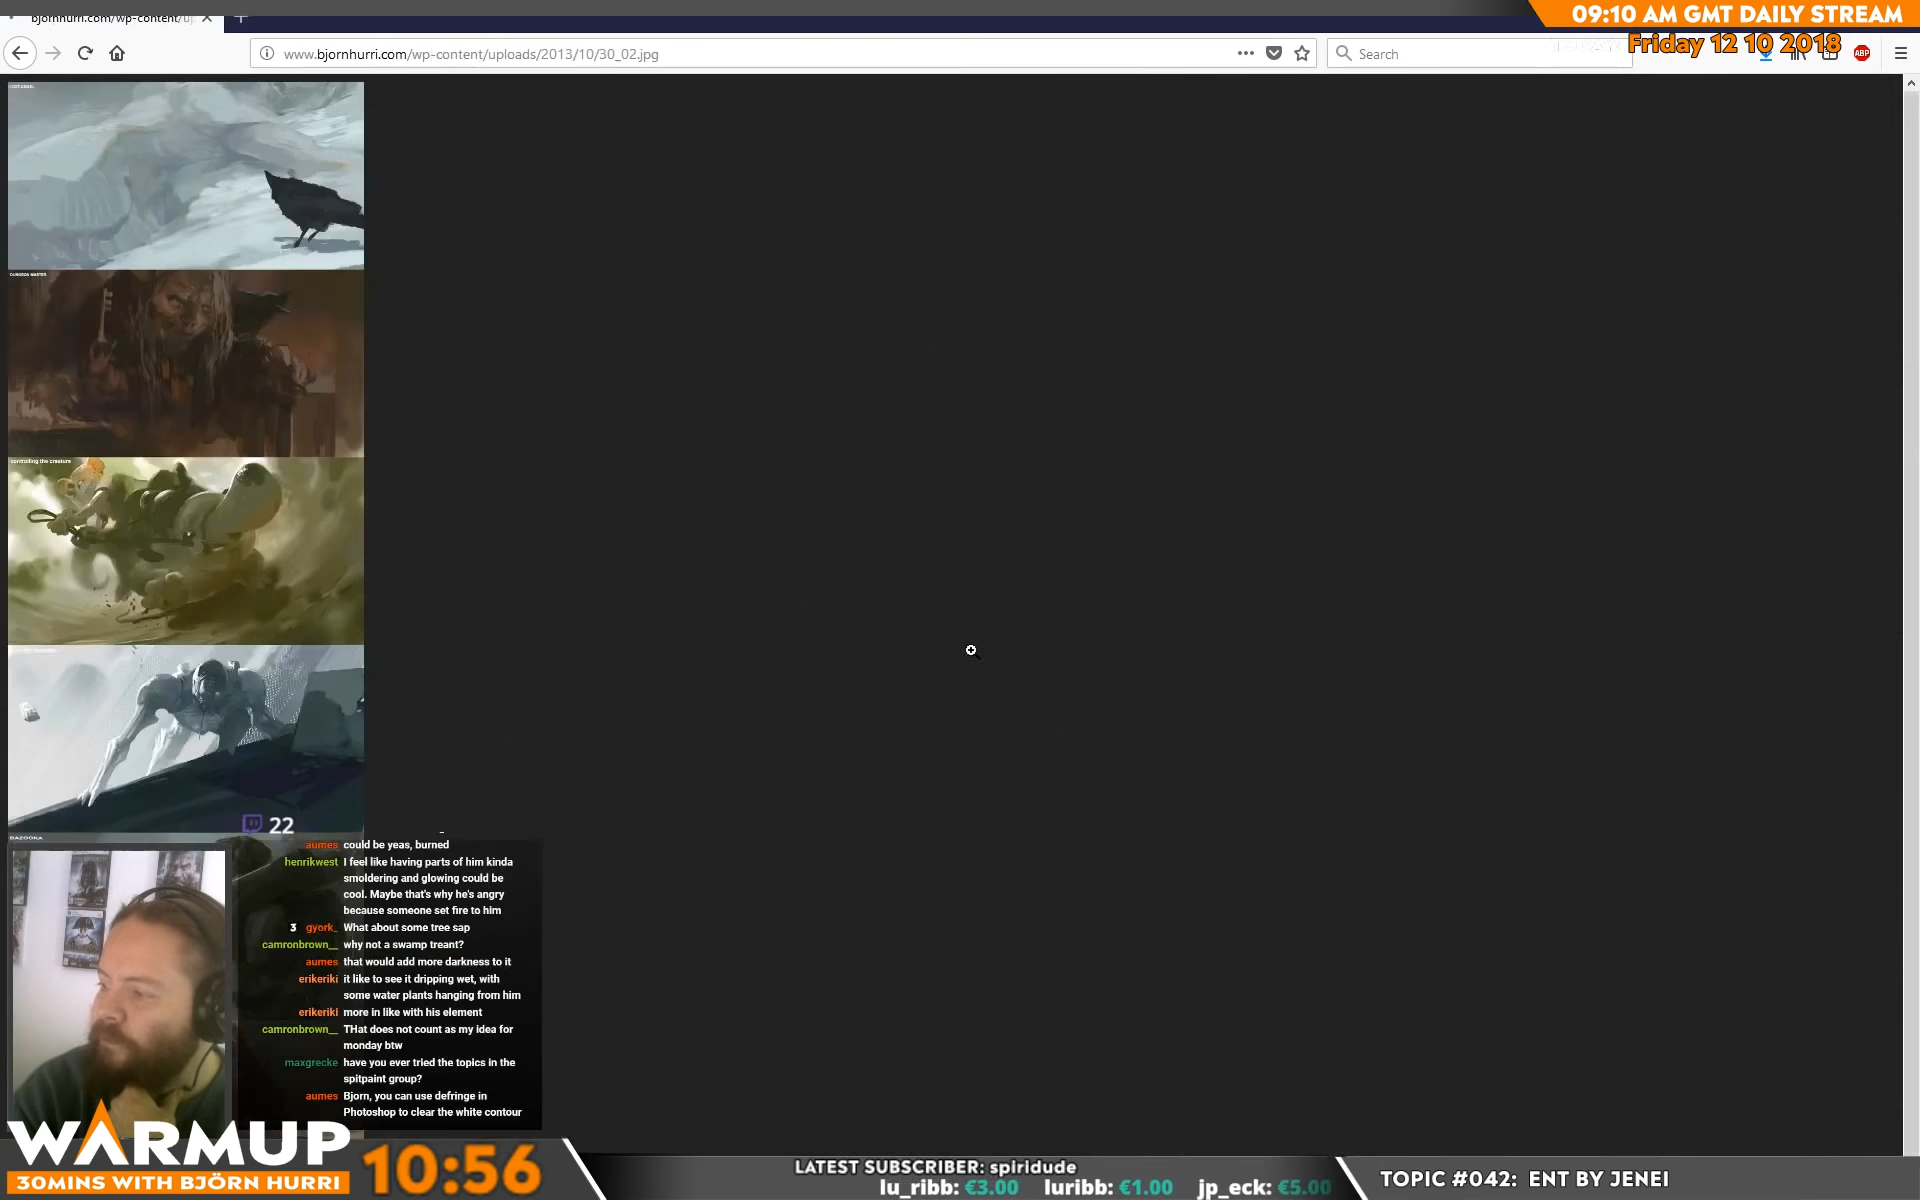 bjornhurri.com/wp-content/up
09:10 AM GMT DAILY STREAM
Friday 12 10 2018
www.bjornhurri.com/wp-content/uploads/2013/10/30_02.jpg
Search
ABP
DUNGEON MASTER
controlling the creature
22
BAZOOKA
aumes could be yeas, burned
henrikwest I feel like having parts of him kinda
smoldering and glowing could be
cool. Maybe that's why he's angry
because someone set fire to him
3 gyork_ What about some tree sap
camronbrown__ why not a swamp treant?
aumes that would add more darkness to it
erikeriki it like to see it dripping wet, with
some water plants hanging from him
erikeriki more in like with his element
camronbrown__ THat does not count as my idea for
monday btw
maxgrecke have you ever tried the topics in the
spitpaint group?
aumes Bjorn, you can use defringe in
Photoshop to clear the white contour
WARMUP
30MINS WITH BJÖRN HURRI
10:56
LATEST SUBSCRIBER: spiridude
lu_ribb: €3.00 luribb: €1.00 jp_eck: €5.00
TOPIC #042: ENT BY JENEI